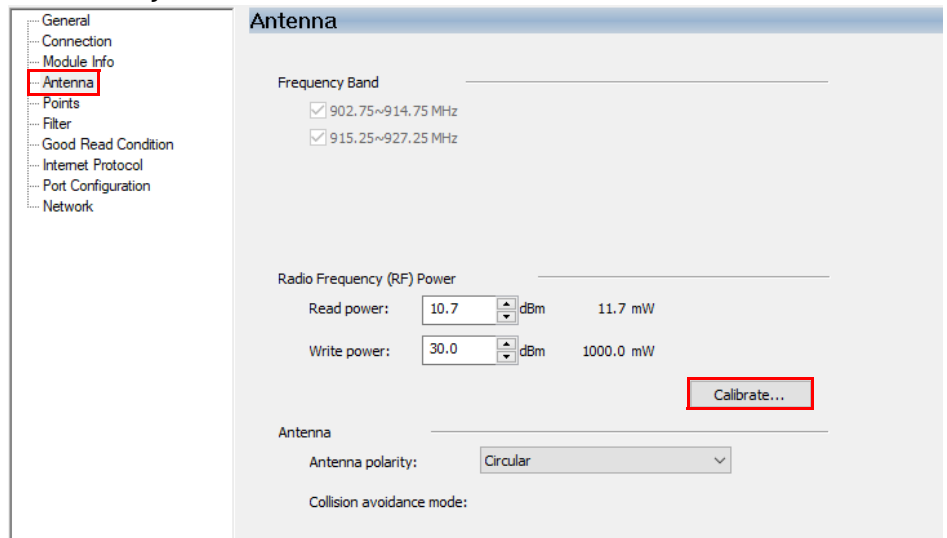 General
Connection
Module Info
Antenna
Points
Filter
Good Read Condition
Internet Protocol
Port Configuration
Network
Antenna
Frequency Band
902.75~914.75 MHz
915.25~927.25 MHz
Radio Frequency (RF) Power
Read power: 10.7 dBm 11.7 mW
Write power: 30.0 dBm 1000.0 mW
Calibrate...
Antenna
Antenna polarity: Circular
Collision avoidance mode: